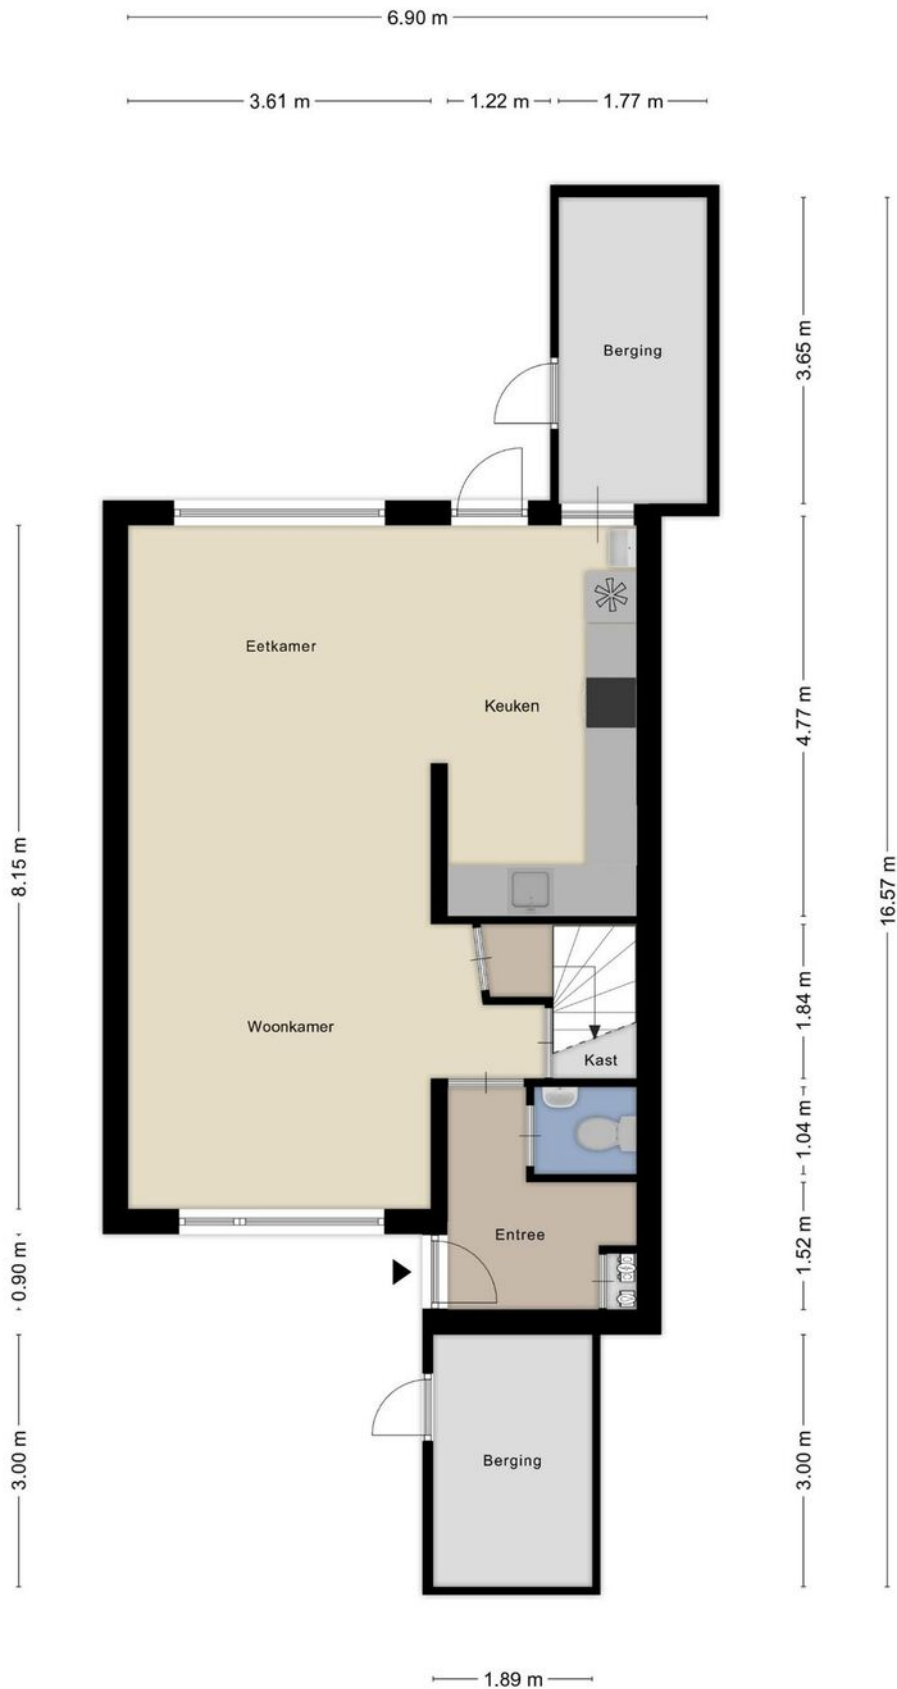 6.90 m
3.61 m
1.22 m
1.77 m
Berging
3.65 m
Eetkamer
Keuken
4.77 m
8.15 m
16.57 m
Woonkamer
Kast
1.84 m
1.04 m
Entree
1.52 m
0.90 m
Berging
3.00 m
3.00 m
1.89 m